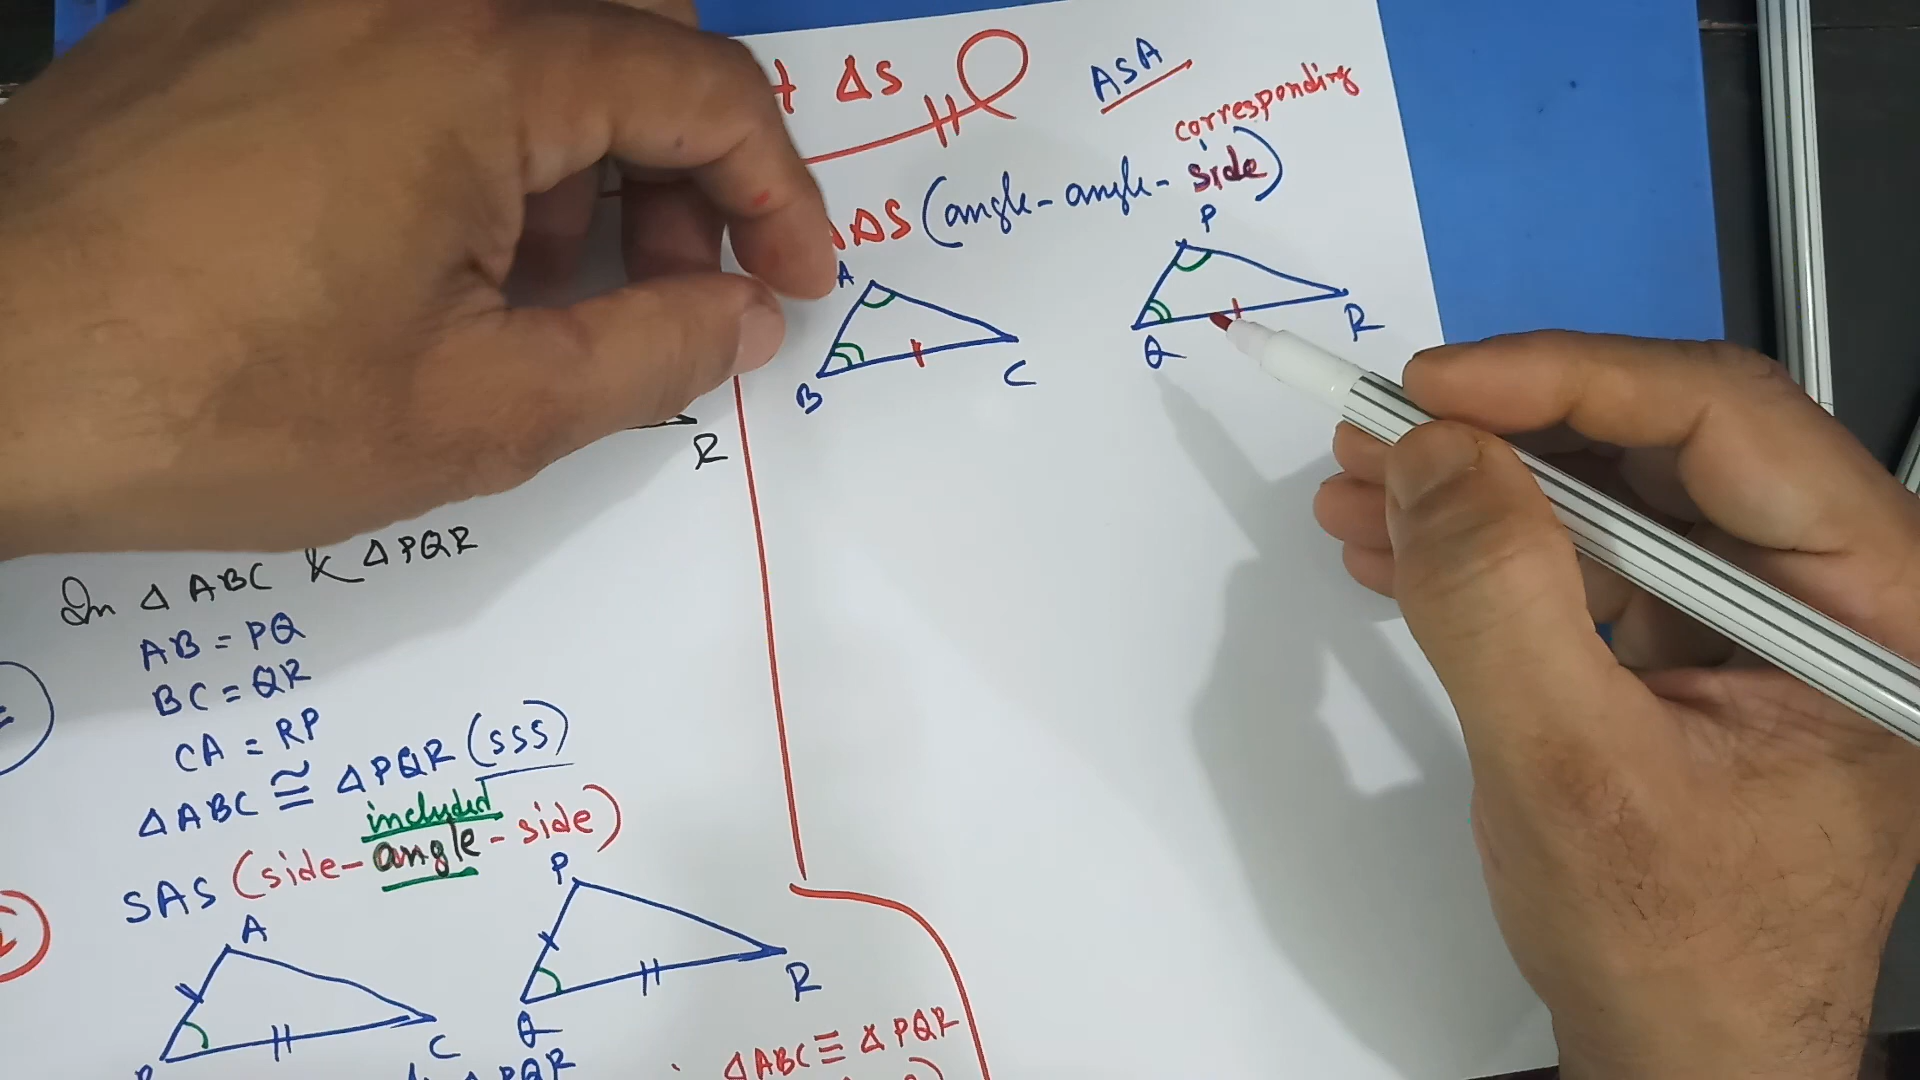 Δs
ASA
corresponding
AAS (angle-angle-side)
A
B
C
P
Q
R
R
In Δ ABC & Δ PQR
AB = PQ
BC = QR
CA = RP
Δ ABC ≅ Δ PQR (SSS)
included
SAS (side-angle-side)
A
C
P
Q
R
Δ PQR
Δ ABC ≡ Δ PQR